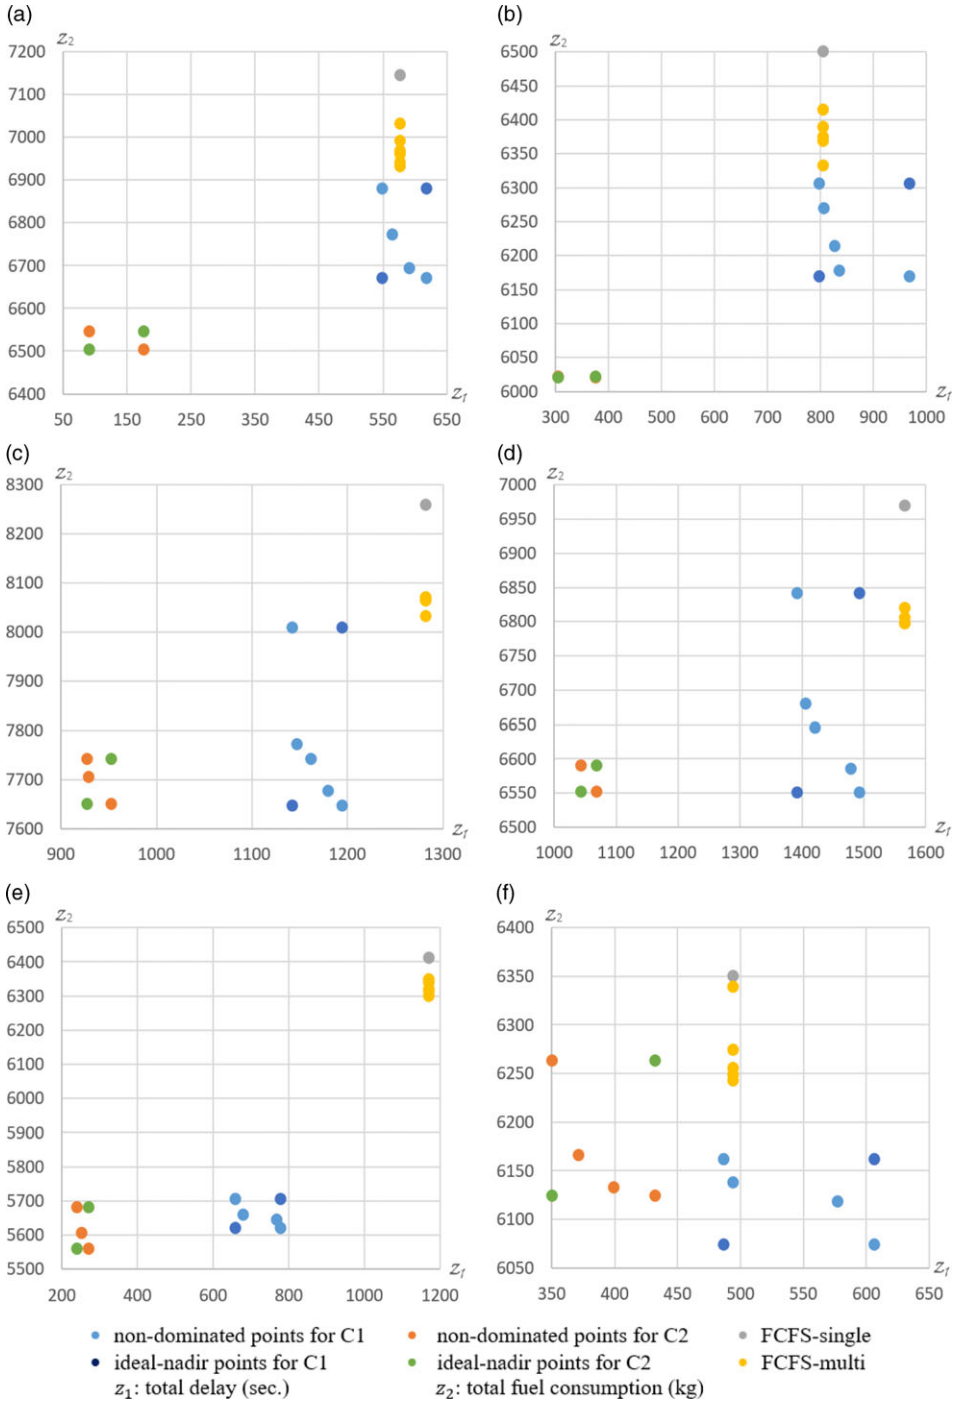 (a)
z₂
7200
7100
7000
6900
6800
6700
6600
6500
6400
50 150 250 350 450 550 650
z₁
(b)
z₂
6500
6450
6400
6350
6300
6250
6200
6150
6100
6050
6000
300 400 500 600 700 800 900 1000
z₁
(c)
z₂
8300
8200
8100
8000
7900
7800
7700
7600
900 1000 1100 1200 1300
z₁
(d)
z₂
7000
6950
6900
6850
6800
6750
6700
6650
6600
6550
6500
1000 1100 1200 1300 1400 1500 1600
z₁
(e)
z₂
6500
6400
6300
6200
6100
6000
5900
5800
5700
5600
5500
200 400 600 800 1000 1200
z₁
(f)
z₂
6400
6350
6300
6250
6200
6150
6100
6050
350 400 450 500 550 600 650
z₁
non-dominated points for C1 non-dominated points for C2 FCFS-single
ideal-nadir points for C1 ideal-nadir points for C2 FCFS-multi
z₁: total delay (sec.) z₂: total fuel consumption (kg)